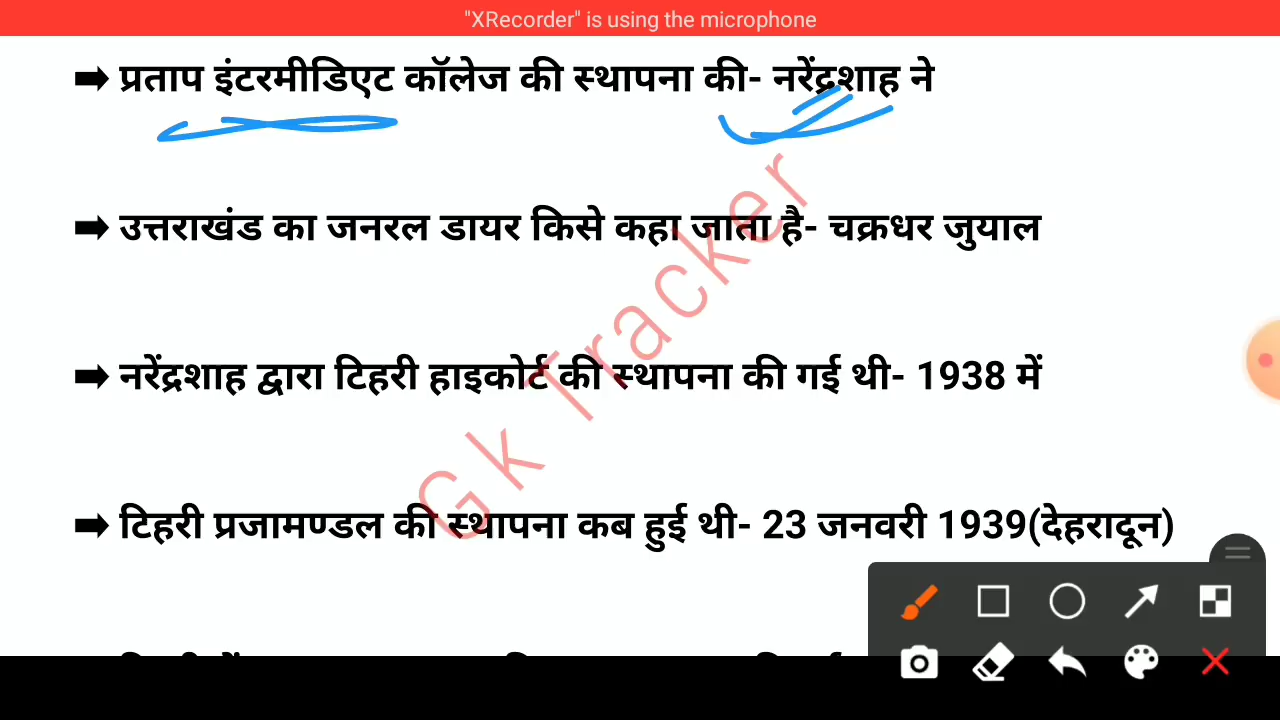 "XRecorder" is using the microphone
➡ प्रताप इंटरमीडिएट कॉलेज की स्थापना की- नरेंद्रशाह ने
➡ उत्तराखंड का जनरल डायर किसे कहा जाता है- चक्रधर जुयाल
➡ नरेंद्रशाह द्वारा टिहरी हाइकोर्ट की स्थापना की गई थी- 1938 में
➡ टिहरी प्रजामण्डल की स्थापना कब हुई थी- 23 जनवरी 1939(देहरादून)
Gk Tracker